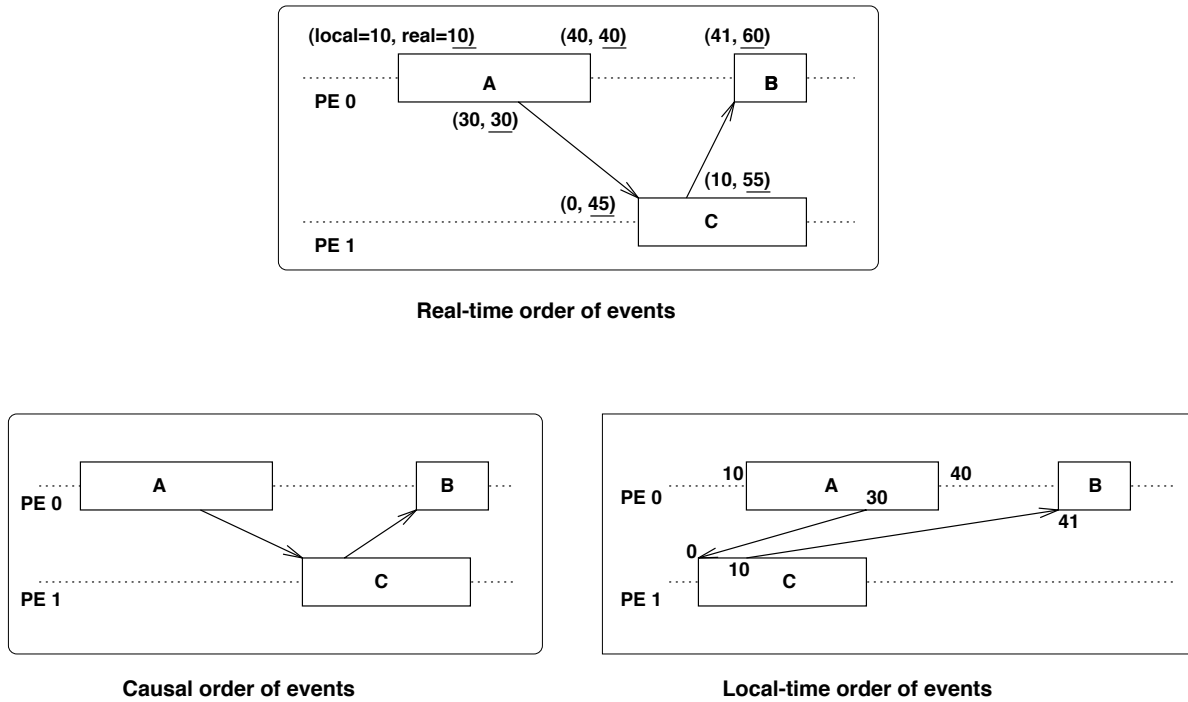 (local=10, real=10) (40, 40) (41, 60)
A B
PE 0
(30, 30)
(10, 55)
(0, 45)
C
PE 1
Real-time order of events
A B
PE 0
C
PE 1
Causal order of events
10 A 40 B
PE 0 30
41
0
10 C
PE 1
Local-time order of events